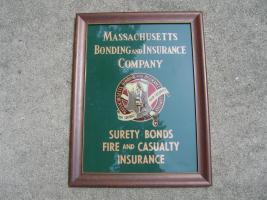 MASSACHUSETTS
BONDING AND INSURANCE
COMPANY
SURETY BONDS
FIRE AND CASUALTY
INSURANCE